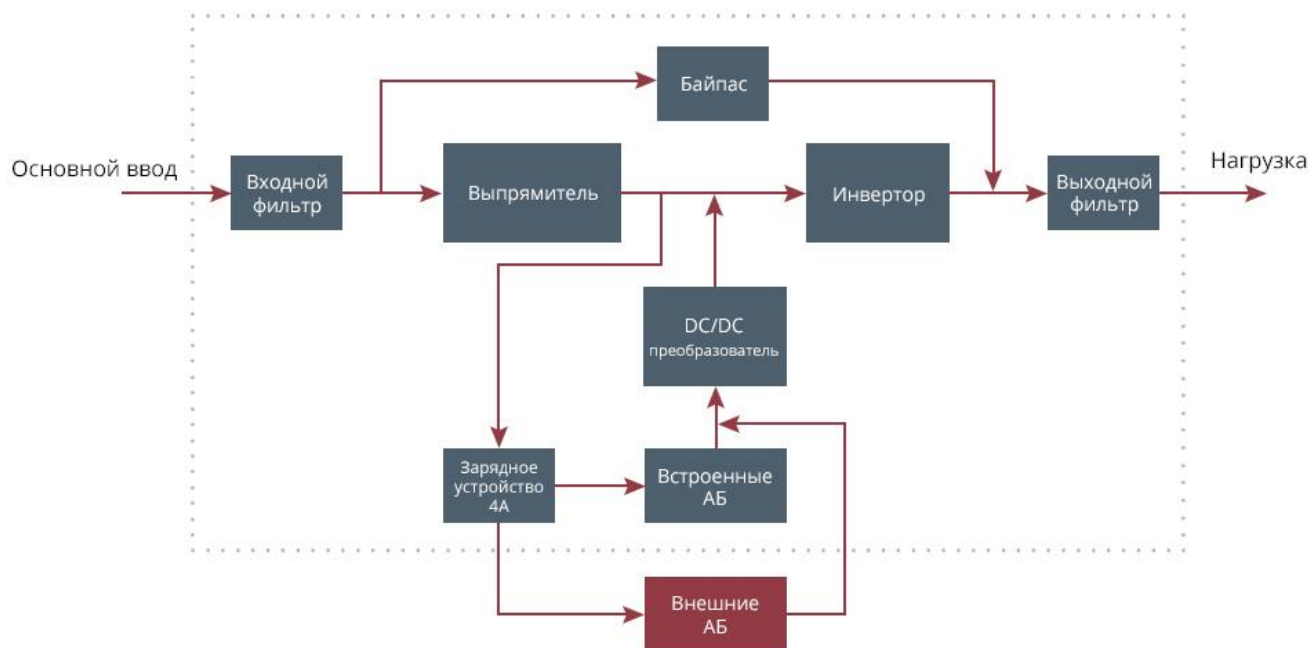 Байпас
Основной ввод
Входной
фильтр
Выпрямитель
Инвертор
Выходной
фильтр
Нагрузка
DC/DC
преобразователь
Зарядное
устройство
4А
Встроенные
АБ
Внешние
АБ